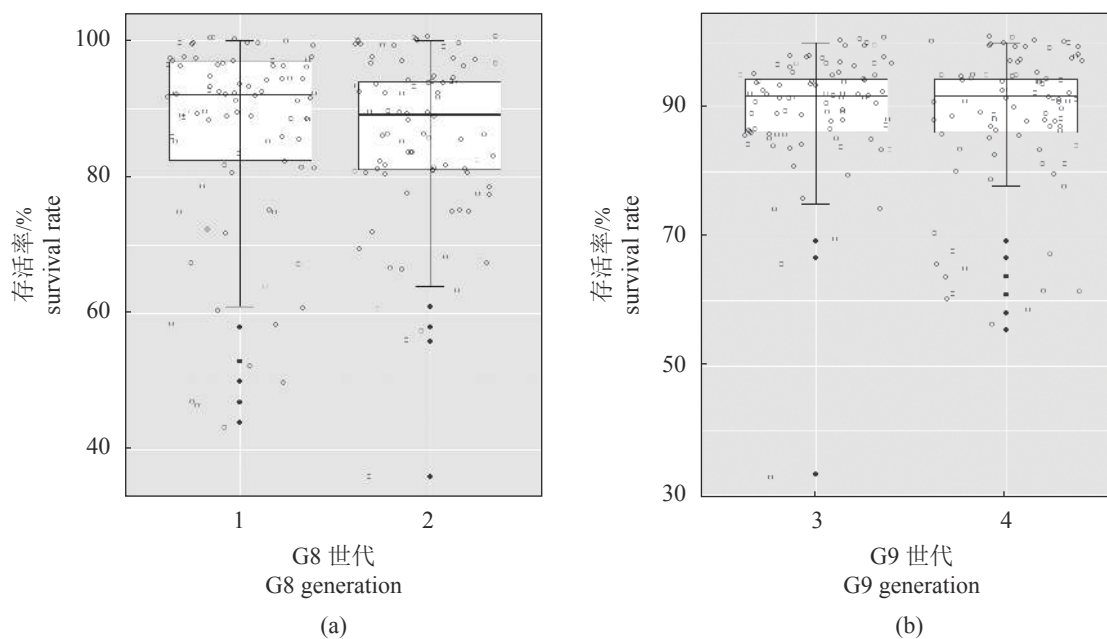 100
80
60
40
存活率/%
survival rate
1
2
G8 世代
G8 generation
(a)
90
70
50
30
存活率/%
survival rate
3
4
G9 世代
G9 generation
(b)